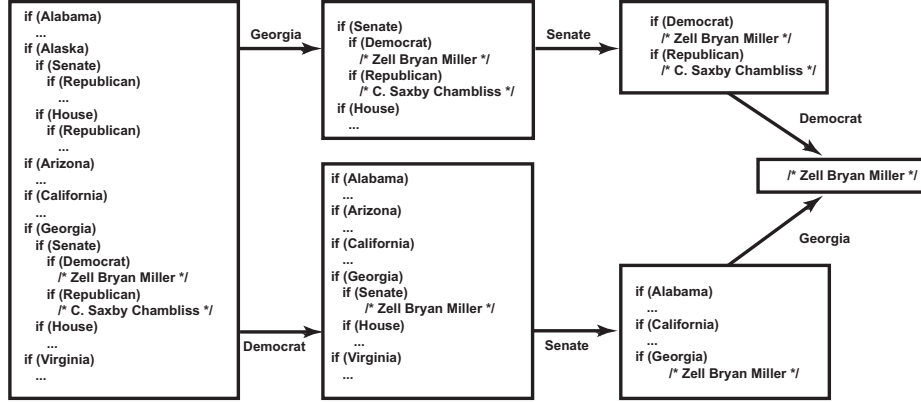 if (Alabama)
...
if (Alaska)
if (Senate)
if (Republican)
...
if (House)
if (Republican)
...
if (Arizona)
...
if (California)
...
if (Georgia)
if (Senate)
if (Democrat)
/* Zell Bryan Miller */
if (Republican)
/* C. Saxby Chambliss */
if (House)
...
if (Virginia)
...
Georgia
if (Senate)
if (Democrat)
/* Zell Bryan Miller */
if (Republican)
/* C. Saxby Chambliss */
if (House)
...
Senate
if (Democrat)
/* Zell Bryan Miller */
if (Republican)
/* C. Saxby Chambliss */
Democrat
/* Zell Bryan Miller */
Democrat
if (Alabama)
...
if (Arizona)
...
if (California)
...
if (Georgia)
if (Senate)
/* Zell Bryan Miller */
if (House)
...
if (Virginia)
...
Senate
if (Alabama)
...
if (California)
...
if (Georgia)
/* Zell Bryan Miller */
Georgia